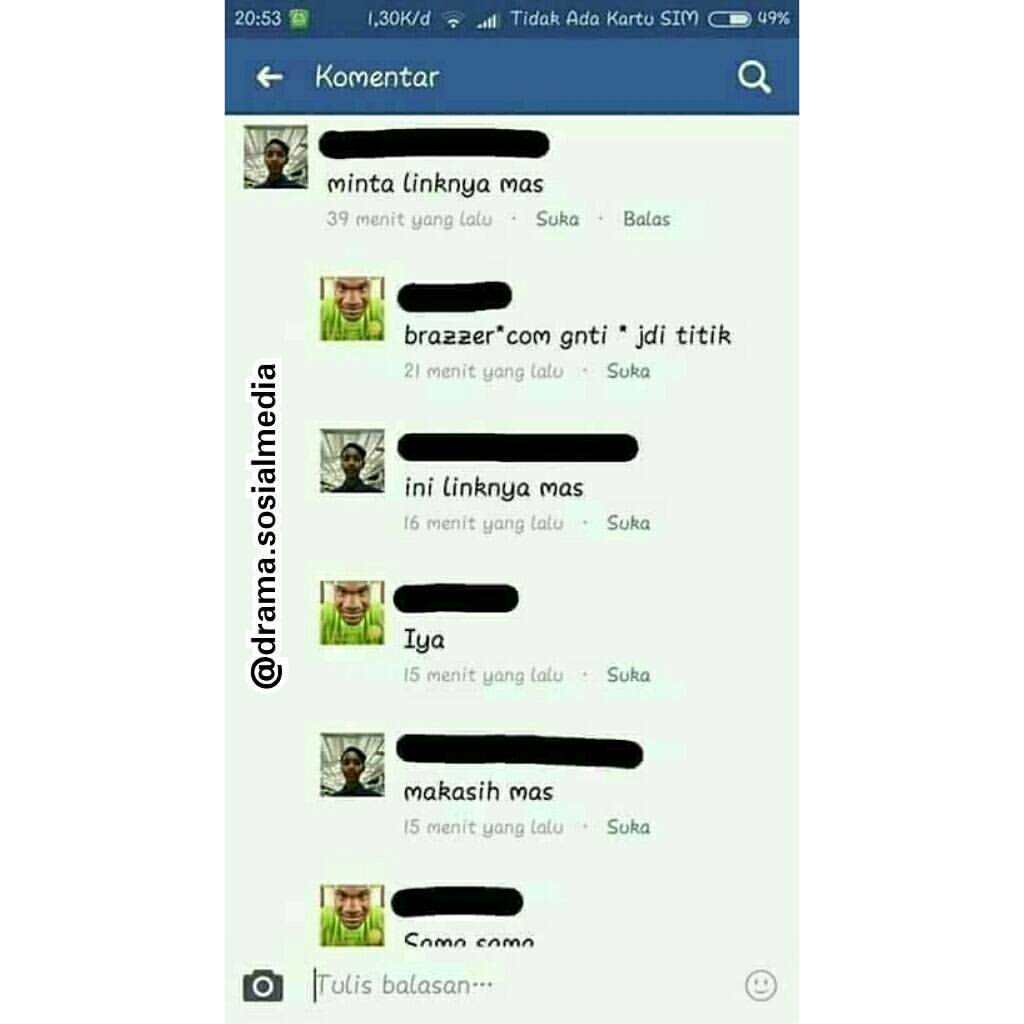 20:53 1,30K/d Tidak Ada Kartu SIM 49%
Komentar
minta linknya mas
39 menit yang lalu · Suka · Balas
brazzer*com gnti * jdi titik
21 menit yang lalu · Suka
ini linknya mas
16 menit yang lalu · Suka
Iya
15 menit yang lalu · Suka
makasih mas
15 menit yang lalu · Suka
Sama sama
Tulis balasan...
@drama.sosialmedia